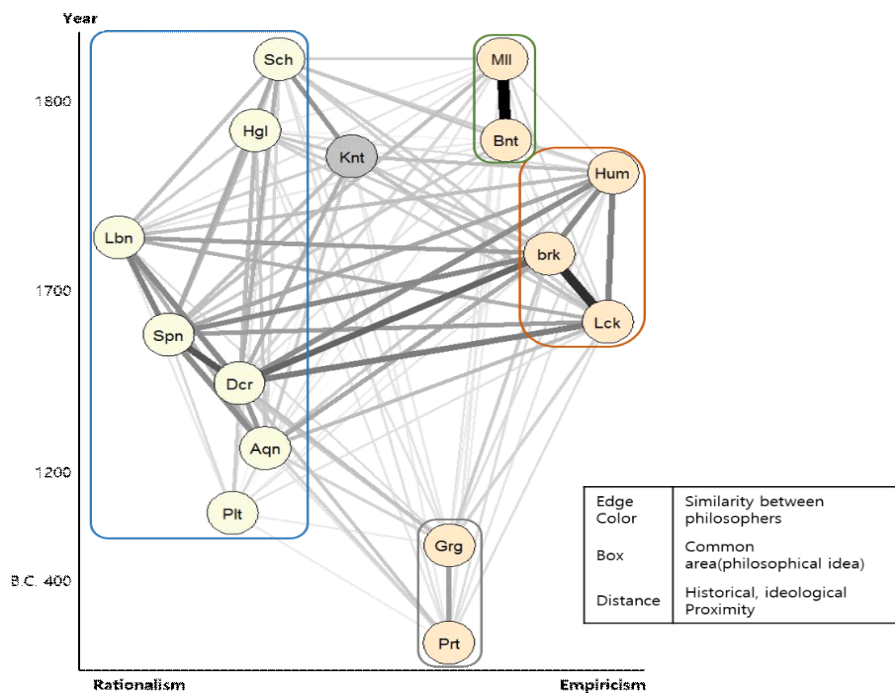 Year
Sch
Mll
1800
Hgl
Bnt
Knt
Hum
Lbn
brk
1700
Lck
Spn
Dcr
Aqn
1200
Plt
Edge Color
Similarity between philosophers
Grg
Box
Common area(philosophical idea)
B.C. 400
Distance
Historical, ideological Proximity
Prt
Rationalism
Empiricism